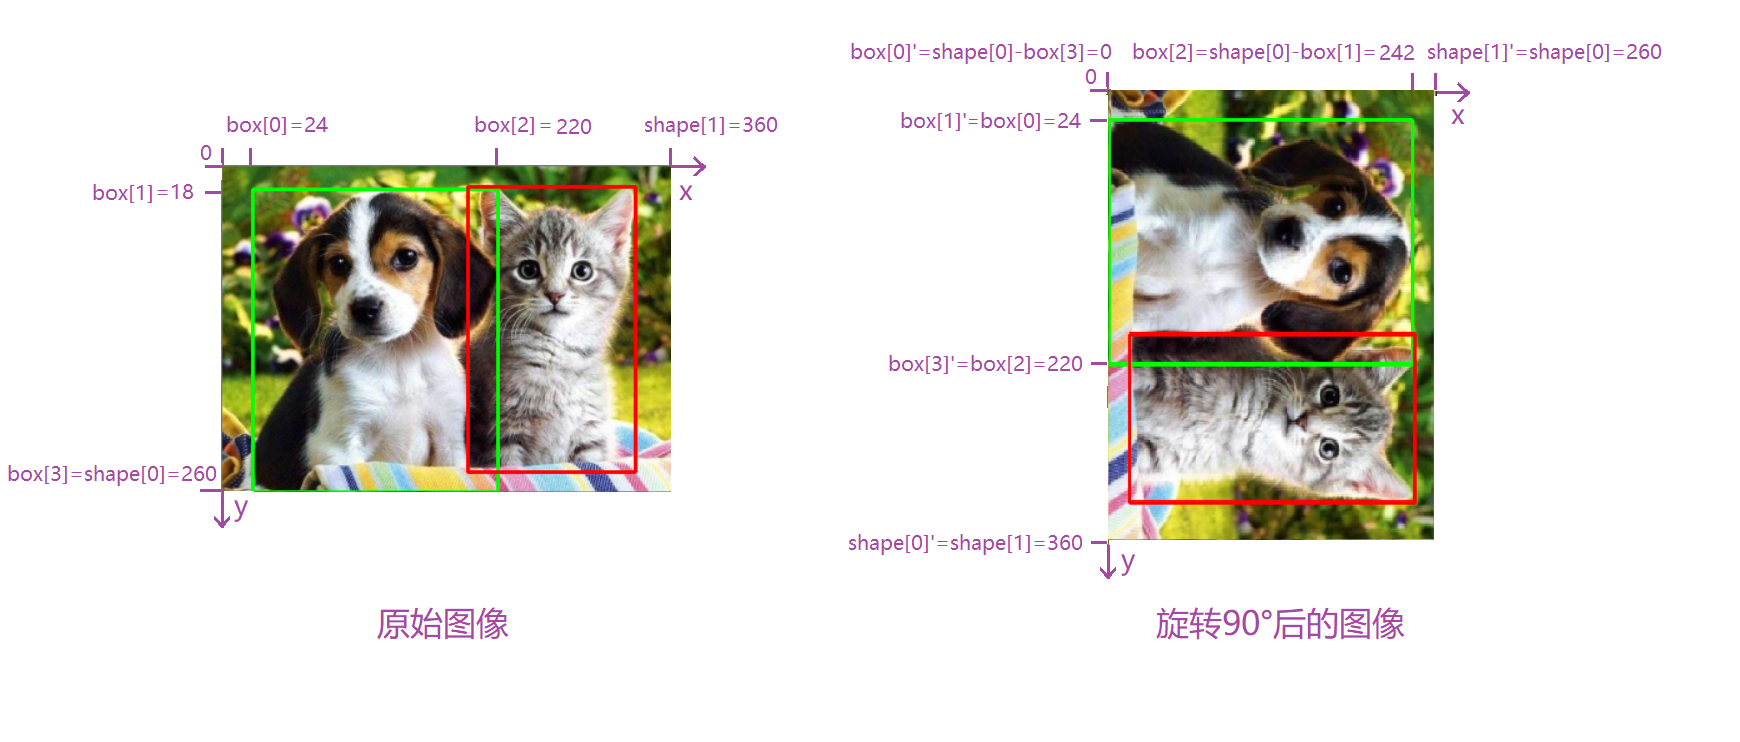 box[0]=24
box[2]=220
shape[1]=360
0
x
box[1]=18
box[3]=shape[0]=260
y
原始图像
box[0]'=shape[0]-box[3]=0
box[2]=shape[0]-box[1]=242
shape[1]'=shape[0]=260
0
x
box[1]'=box[0]=24
box[3]'=box[2]=220
shape[0]'=shape[1]=360
y
旋转90°后的图像